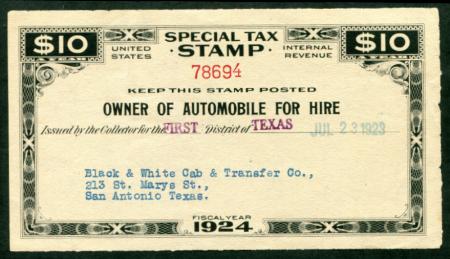 $10 A YEAR
UNITED STATES
SPECIAL TAX
STAMP
INTERNAL REVENUE
$10 A YEAR
78694
KEEP THIS STAMP POSTED
OWNER OF AUTOMOBILE FOR HIRE
Issued by the Collector for the FIRST District of TEXAS JUL 23 1923
Black & White Cab & Transfer Co.,
213 St. Marys St.,
San Antonio Texas.
FISCAL YEAR
1924